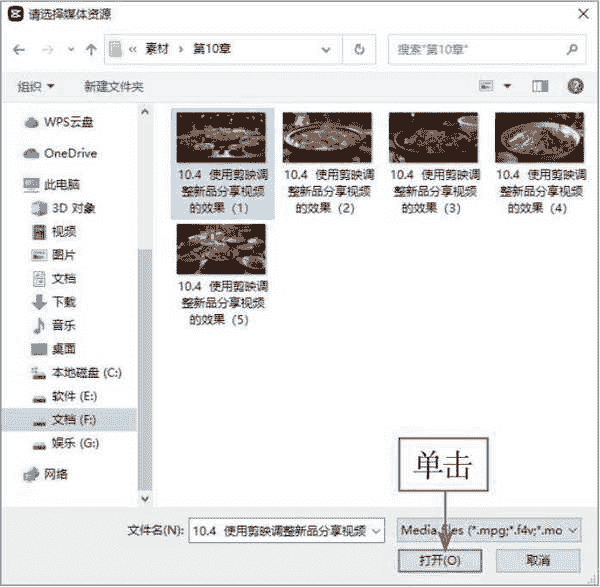 请选择媒体资源
« 素材 › 第10章
搜索"第10章"
组织 新建文件夹
WPS云盘
OneDrive
此电脑
3D 对象
视频
图片
文档
下载
音乐
桌面
本地磁盘 (C:)
软件 (E:)
文档 (F:)
娱乐 (G:)
网络
10.4 使用剪映调
整新品分享视频
的效果（1）
10.4 使用剪映调
整新品分享视频
的效果（2）
10.4 使用剪映调
整新品分享视频
的效果（3）
10.4 使用剪映调
整新品分享视频
的效果（4）
10.4 使用剪映调
整新品分享视频
的效果（5）
单击
文件名(N): 10.4 使用剪映调整新品分享视频
Media files (*.mpg;*.f4v;*.mo
打开(O) 取消